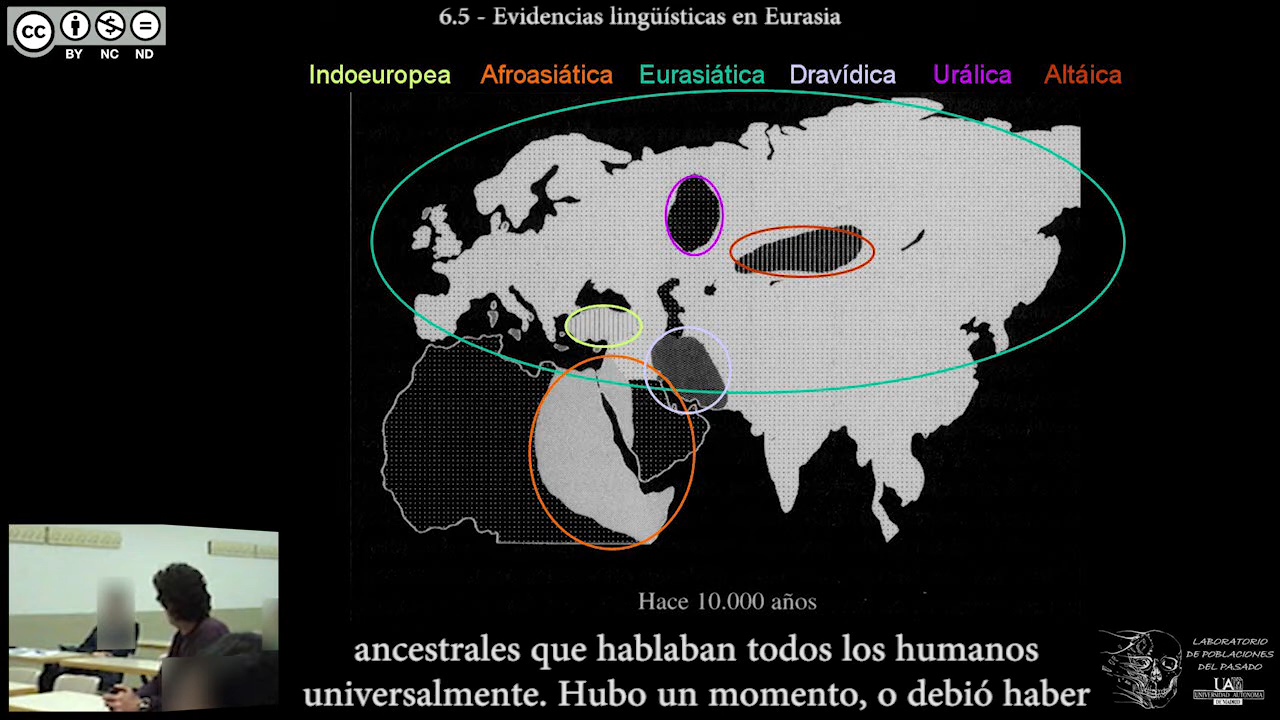 6.5 - Evidencias lingüísticas en Eurasia
cc
BY NC ND
Indoeuropea Afroasiática Eurasiática Dravídica Urálica Altáica
Hace 10.000 años
ancestrales que hablaban todos los humanos
universalmente. Hubo un momento, o debió haber
LABORATORIO
DE POBLACIONES
DEL PASADO
UA
UNIVERSIDAD AUTONOMA
DE MADRID